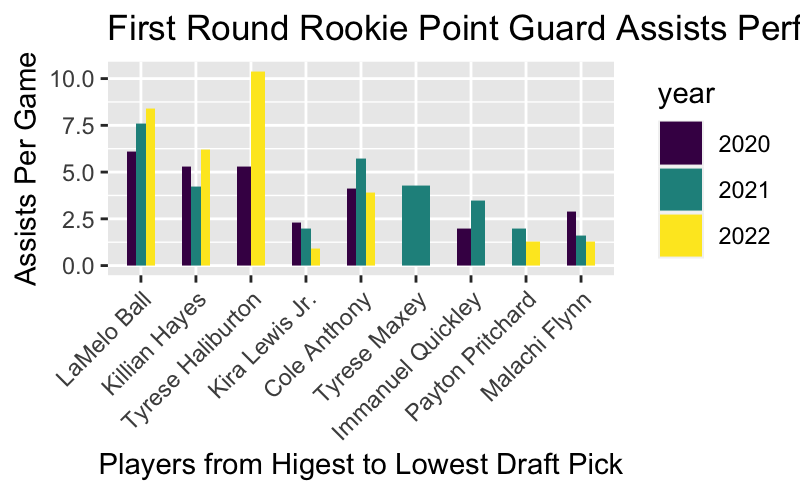 First Round Rookie Point Guard Assists Perf
Assists Per Game
10.0
7.5
5.0
2.5
0.0
LaMelo Ball
Killian Hayes
Tyrese Haliburton
Kira Lewis Jr.
Cole Anthony
Tyrese Maxey
Immanuel Quickley
Payton Pritchard
Malachi Flynn
Players from Higest to Lowest Draft Pick
year
2020
2021
2022